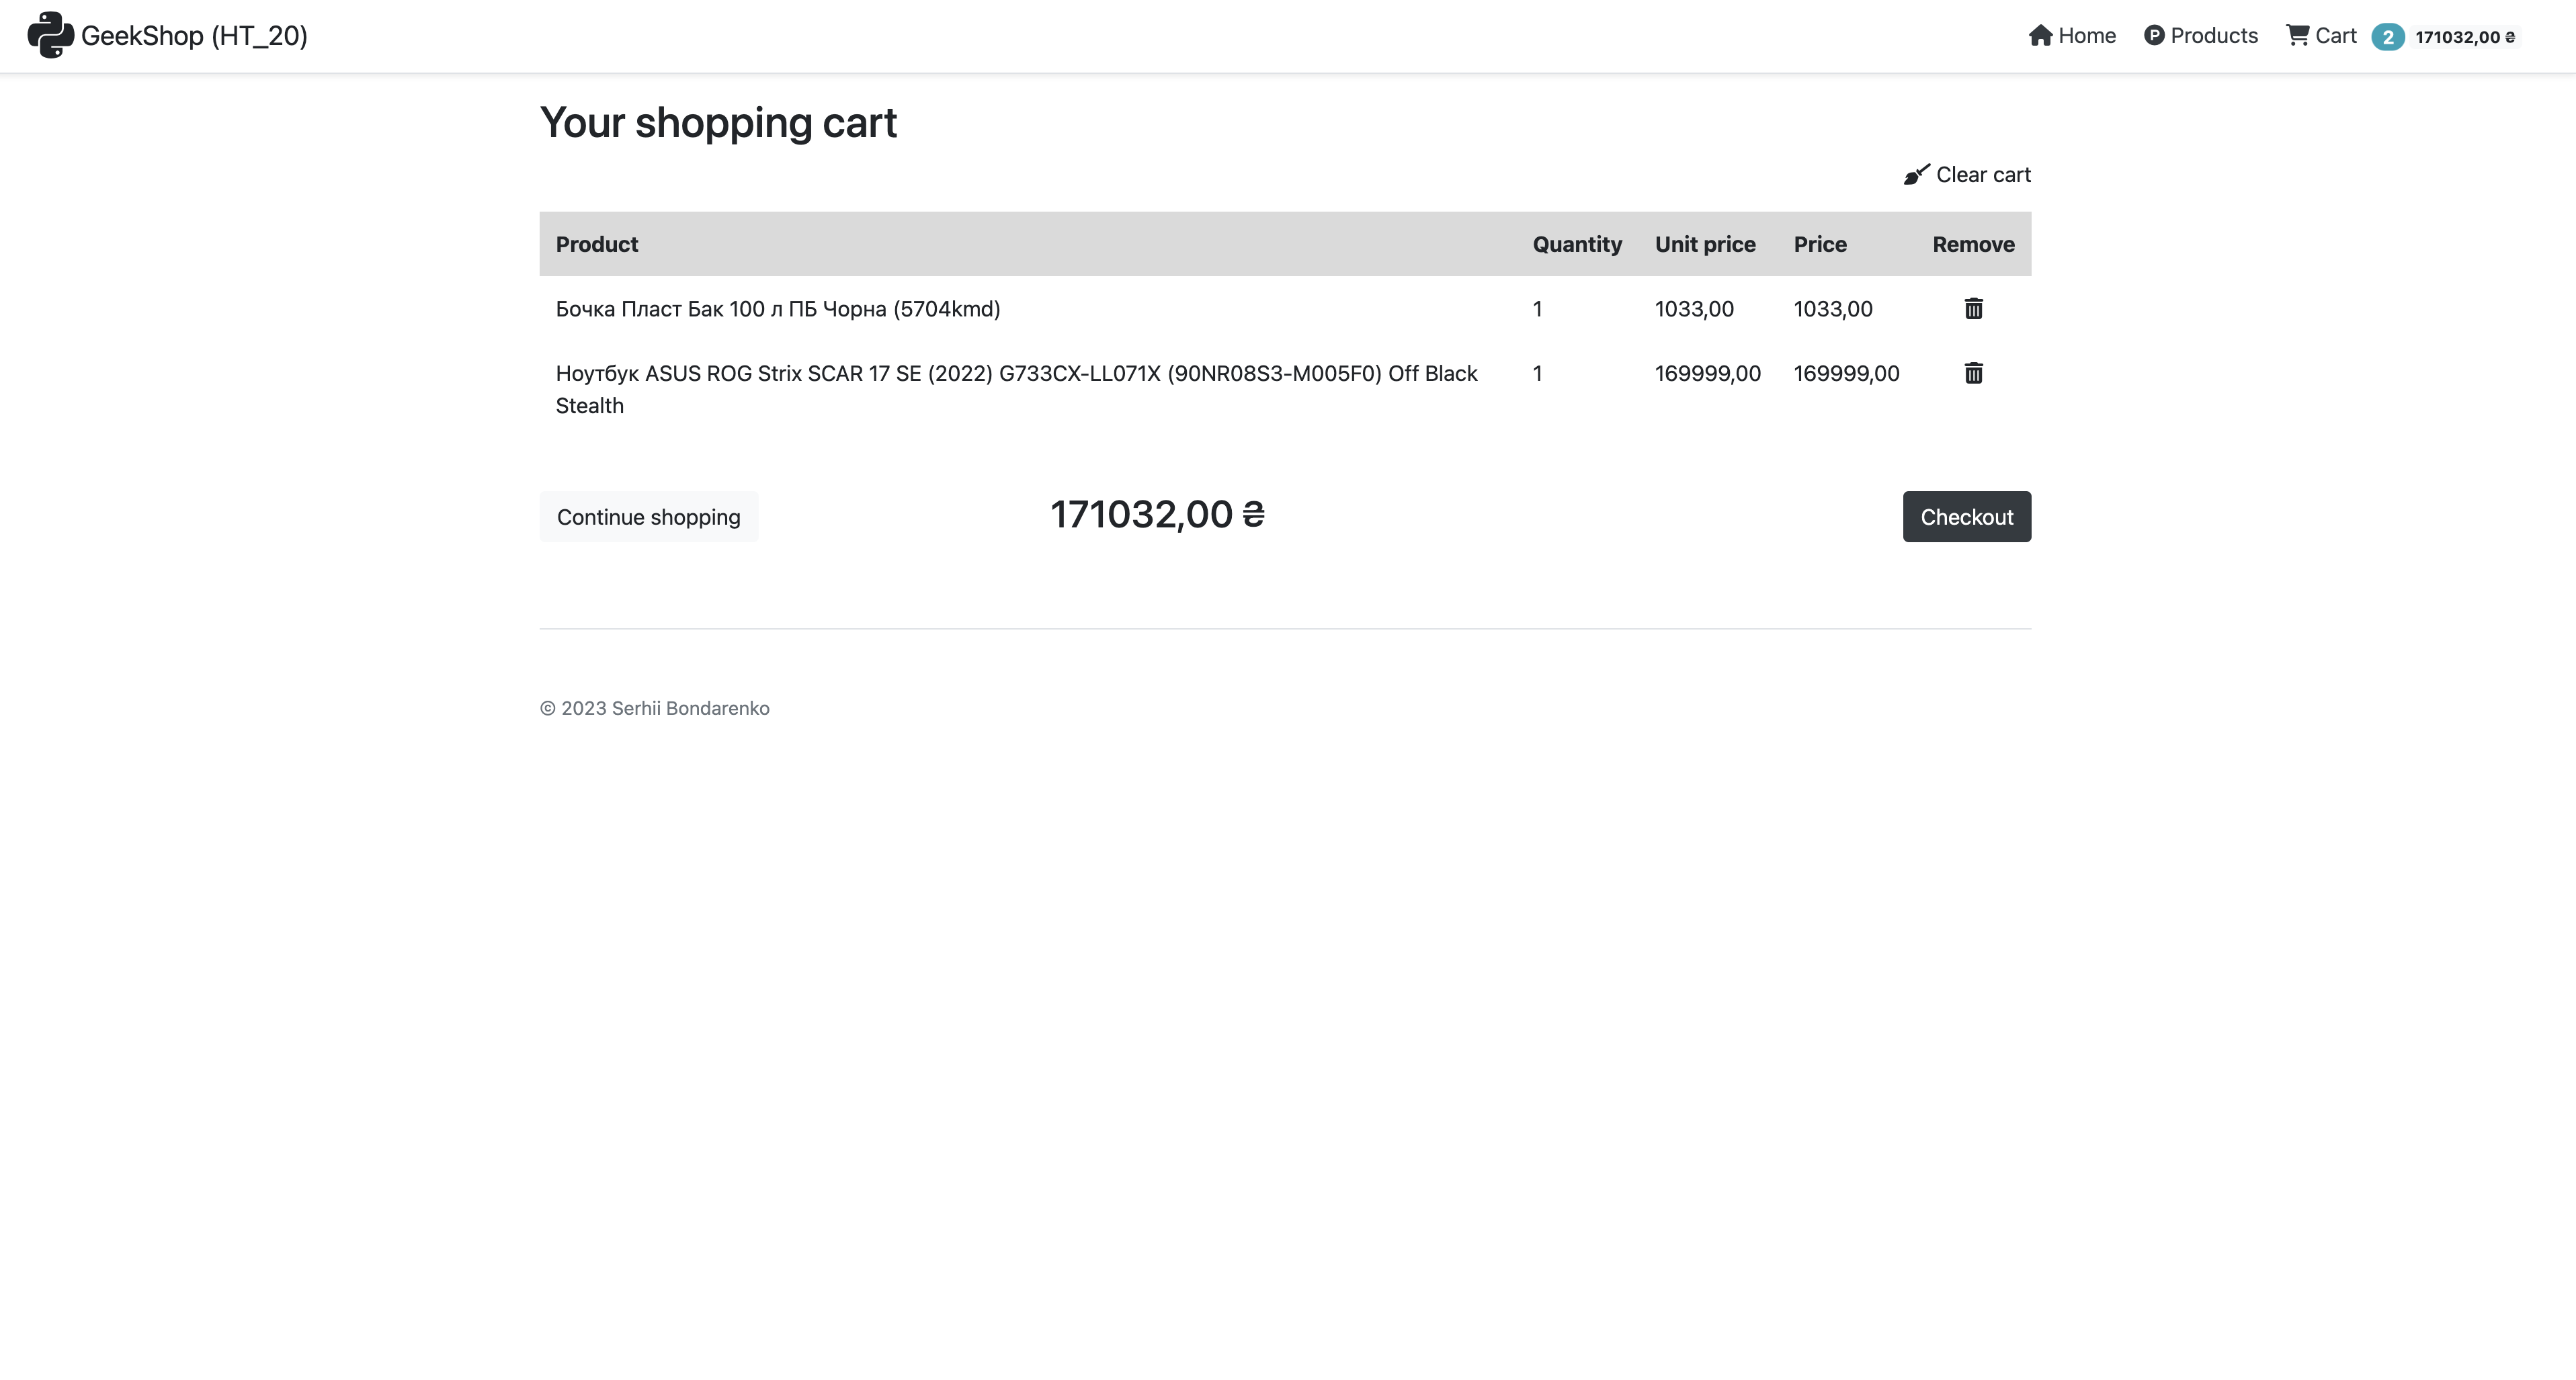 GeekShop (HT_20)
Home
Products
Cart 2 171032,00 ₴
Your shopping cart
Clear cart
Product Quantity Unit price Price Remove
Бочка Пласт Бак 100 л ПБ Чорна (5704kmd) 1 1033,00 1033,00
Ноутбук ASUS ROG Strix SCAR 17 SE (2022) G733CX-LL071X (90NR08S3-M005F0) Off Black 1 169999,00 169999,00
Stealth
Continue shopping 171032,00 ₴ Checkout
© 2023 Serhii Bondarenko